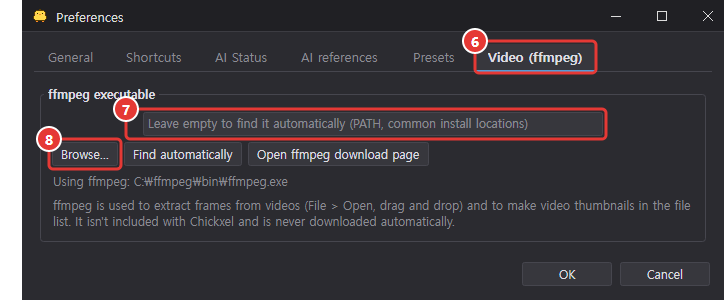 Preferences
General Shortcuts AI Status AI references Presets Video (ffmpeg)
6
ffmpeg executable
7
Leave empty to find it automatically (PATH, common install locations)
8
Browse... Find automatically Open ffmpeg download page
Using ffmpeg: C:₩ffmpeg₩bin₩ffmpeg.exe
ffmpeg is used to extract frames from videos (File > Open, drag and drop) and to make video thumbnails in the file
list. It isn't included with Chickxel and is never downloaded automatically.
OK Cancel